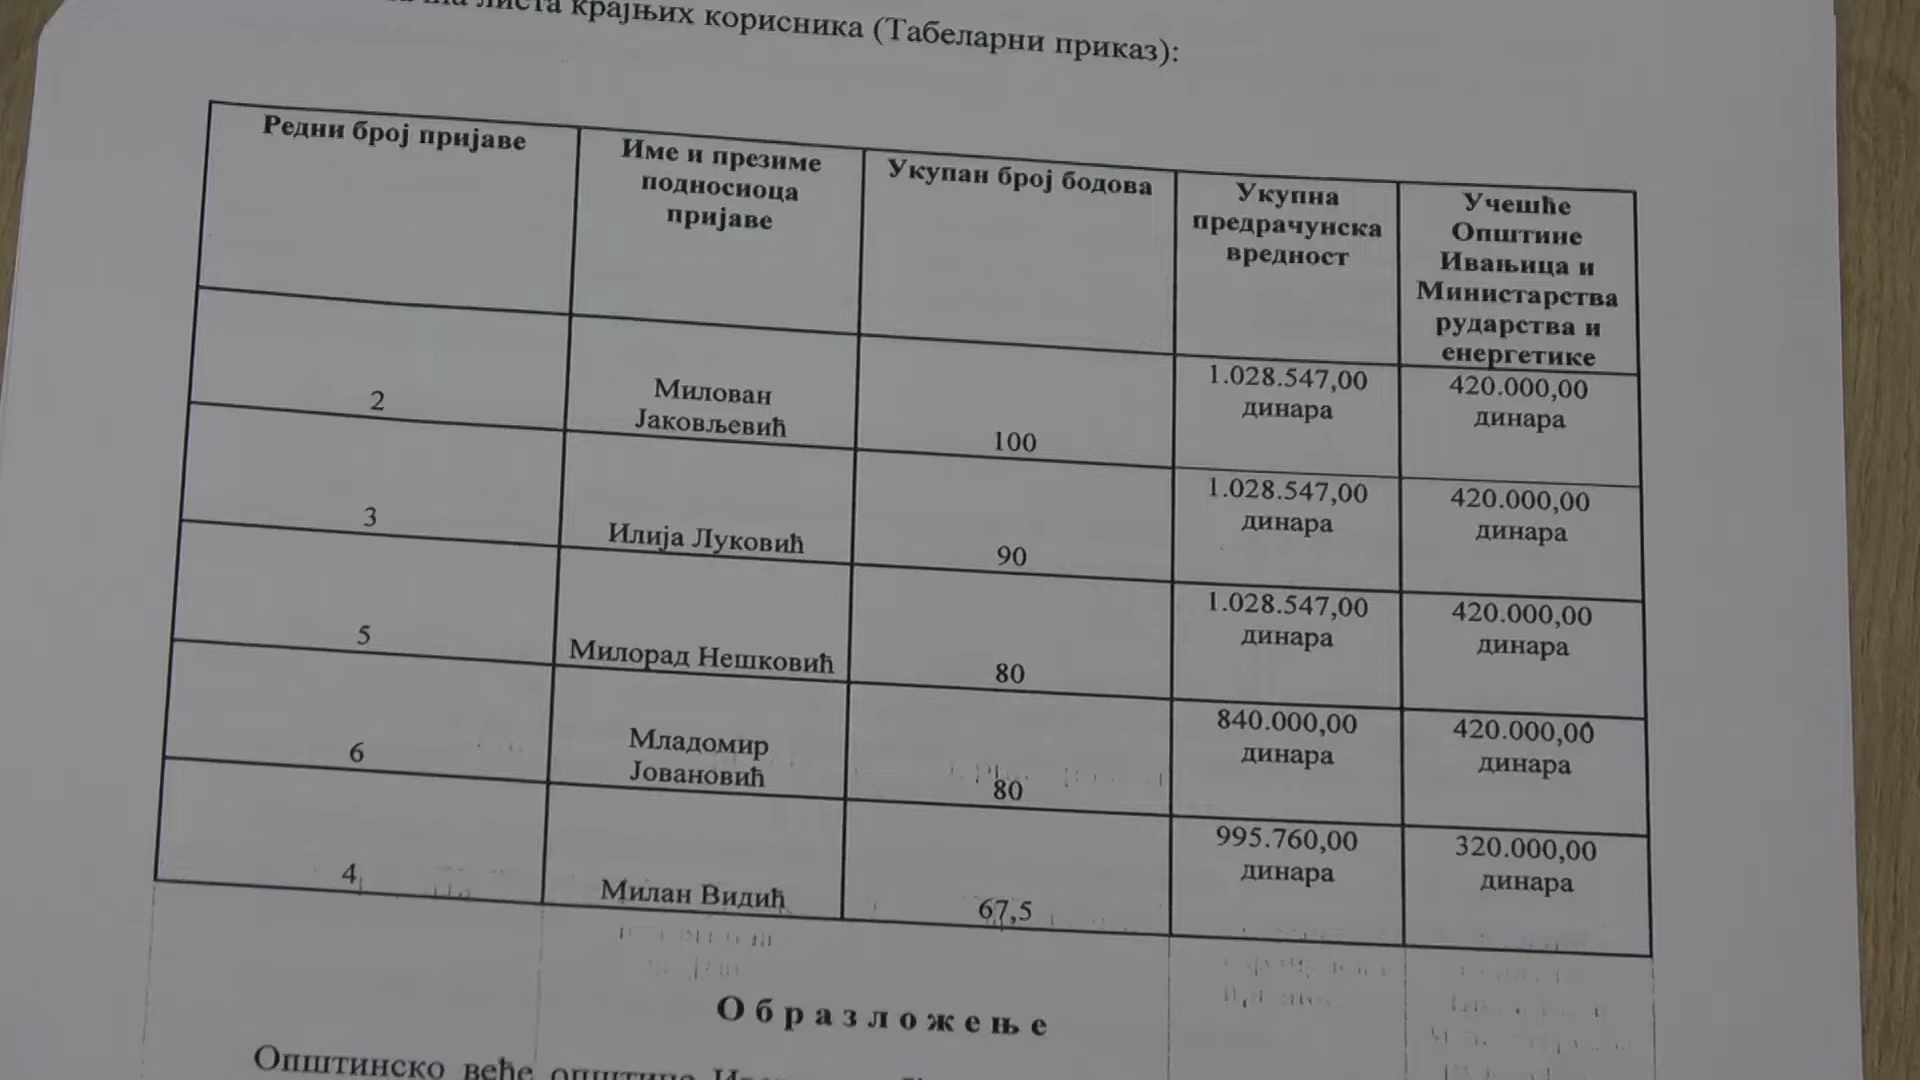 листа крајњих корисника (Табеларни приказ):
Редни број пријаве
Име и презиме
подносиоца
пријаве
Укупан број бодова
Укупна
предрачунска
вредност
Учешће
Општине
Ивањица и
Министарства
рударства и
енергетике
2
Милован
Јаковљевић
100
1.028.547,00
динара
420.000,00
динара
3
Илија Луковић
90
1.028.547,00
динара
420.000,00
динара
5
Милорад Нешковић
80
1.028.547,00
динара
420.000,00
динара
6
Младомир
Јовановић
80
840.000,00
динара
420.000,00
динара
4
Милан Видић
67,5
995.760,00
динара
320.000,00
динара
О б р а з л о ж е њ е
Општинско веће општине